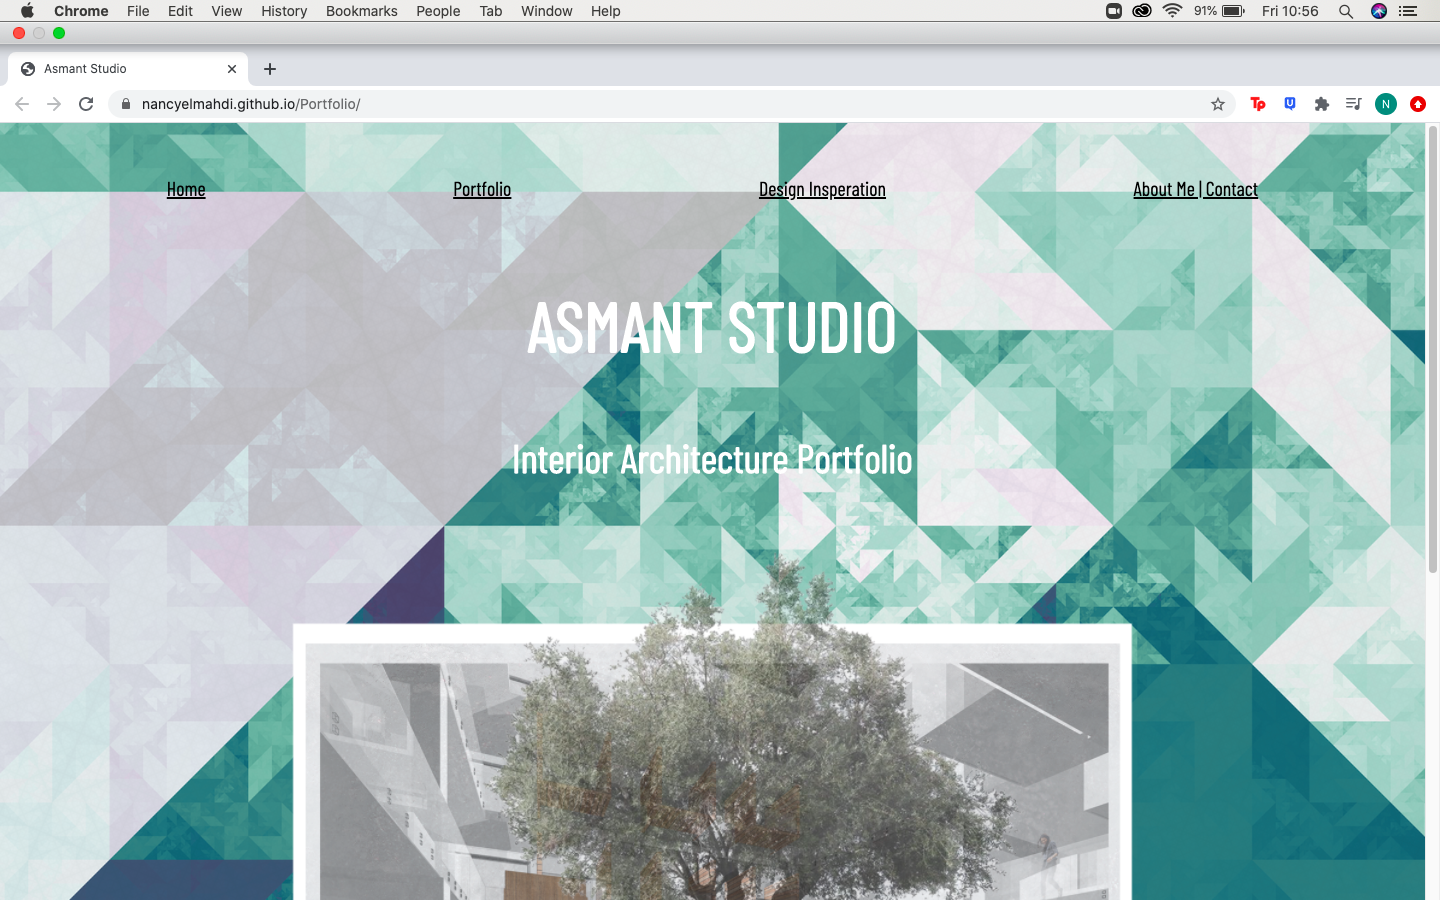 Chrome File Edit View History Bookmarks People Tab Window Help 91% Fri 10:56
Asmant Studio
nancyelmahdi.github.io/Portfolio/ Tp N
Home Portfolio Design Insperation About Me | Contact
ASMANT STUDIO
Interior Architecture Portfolio